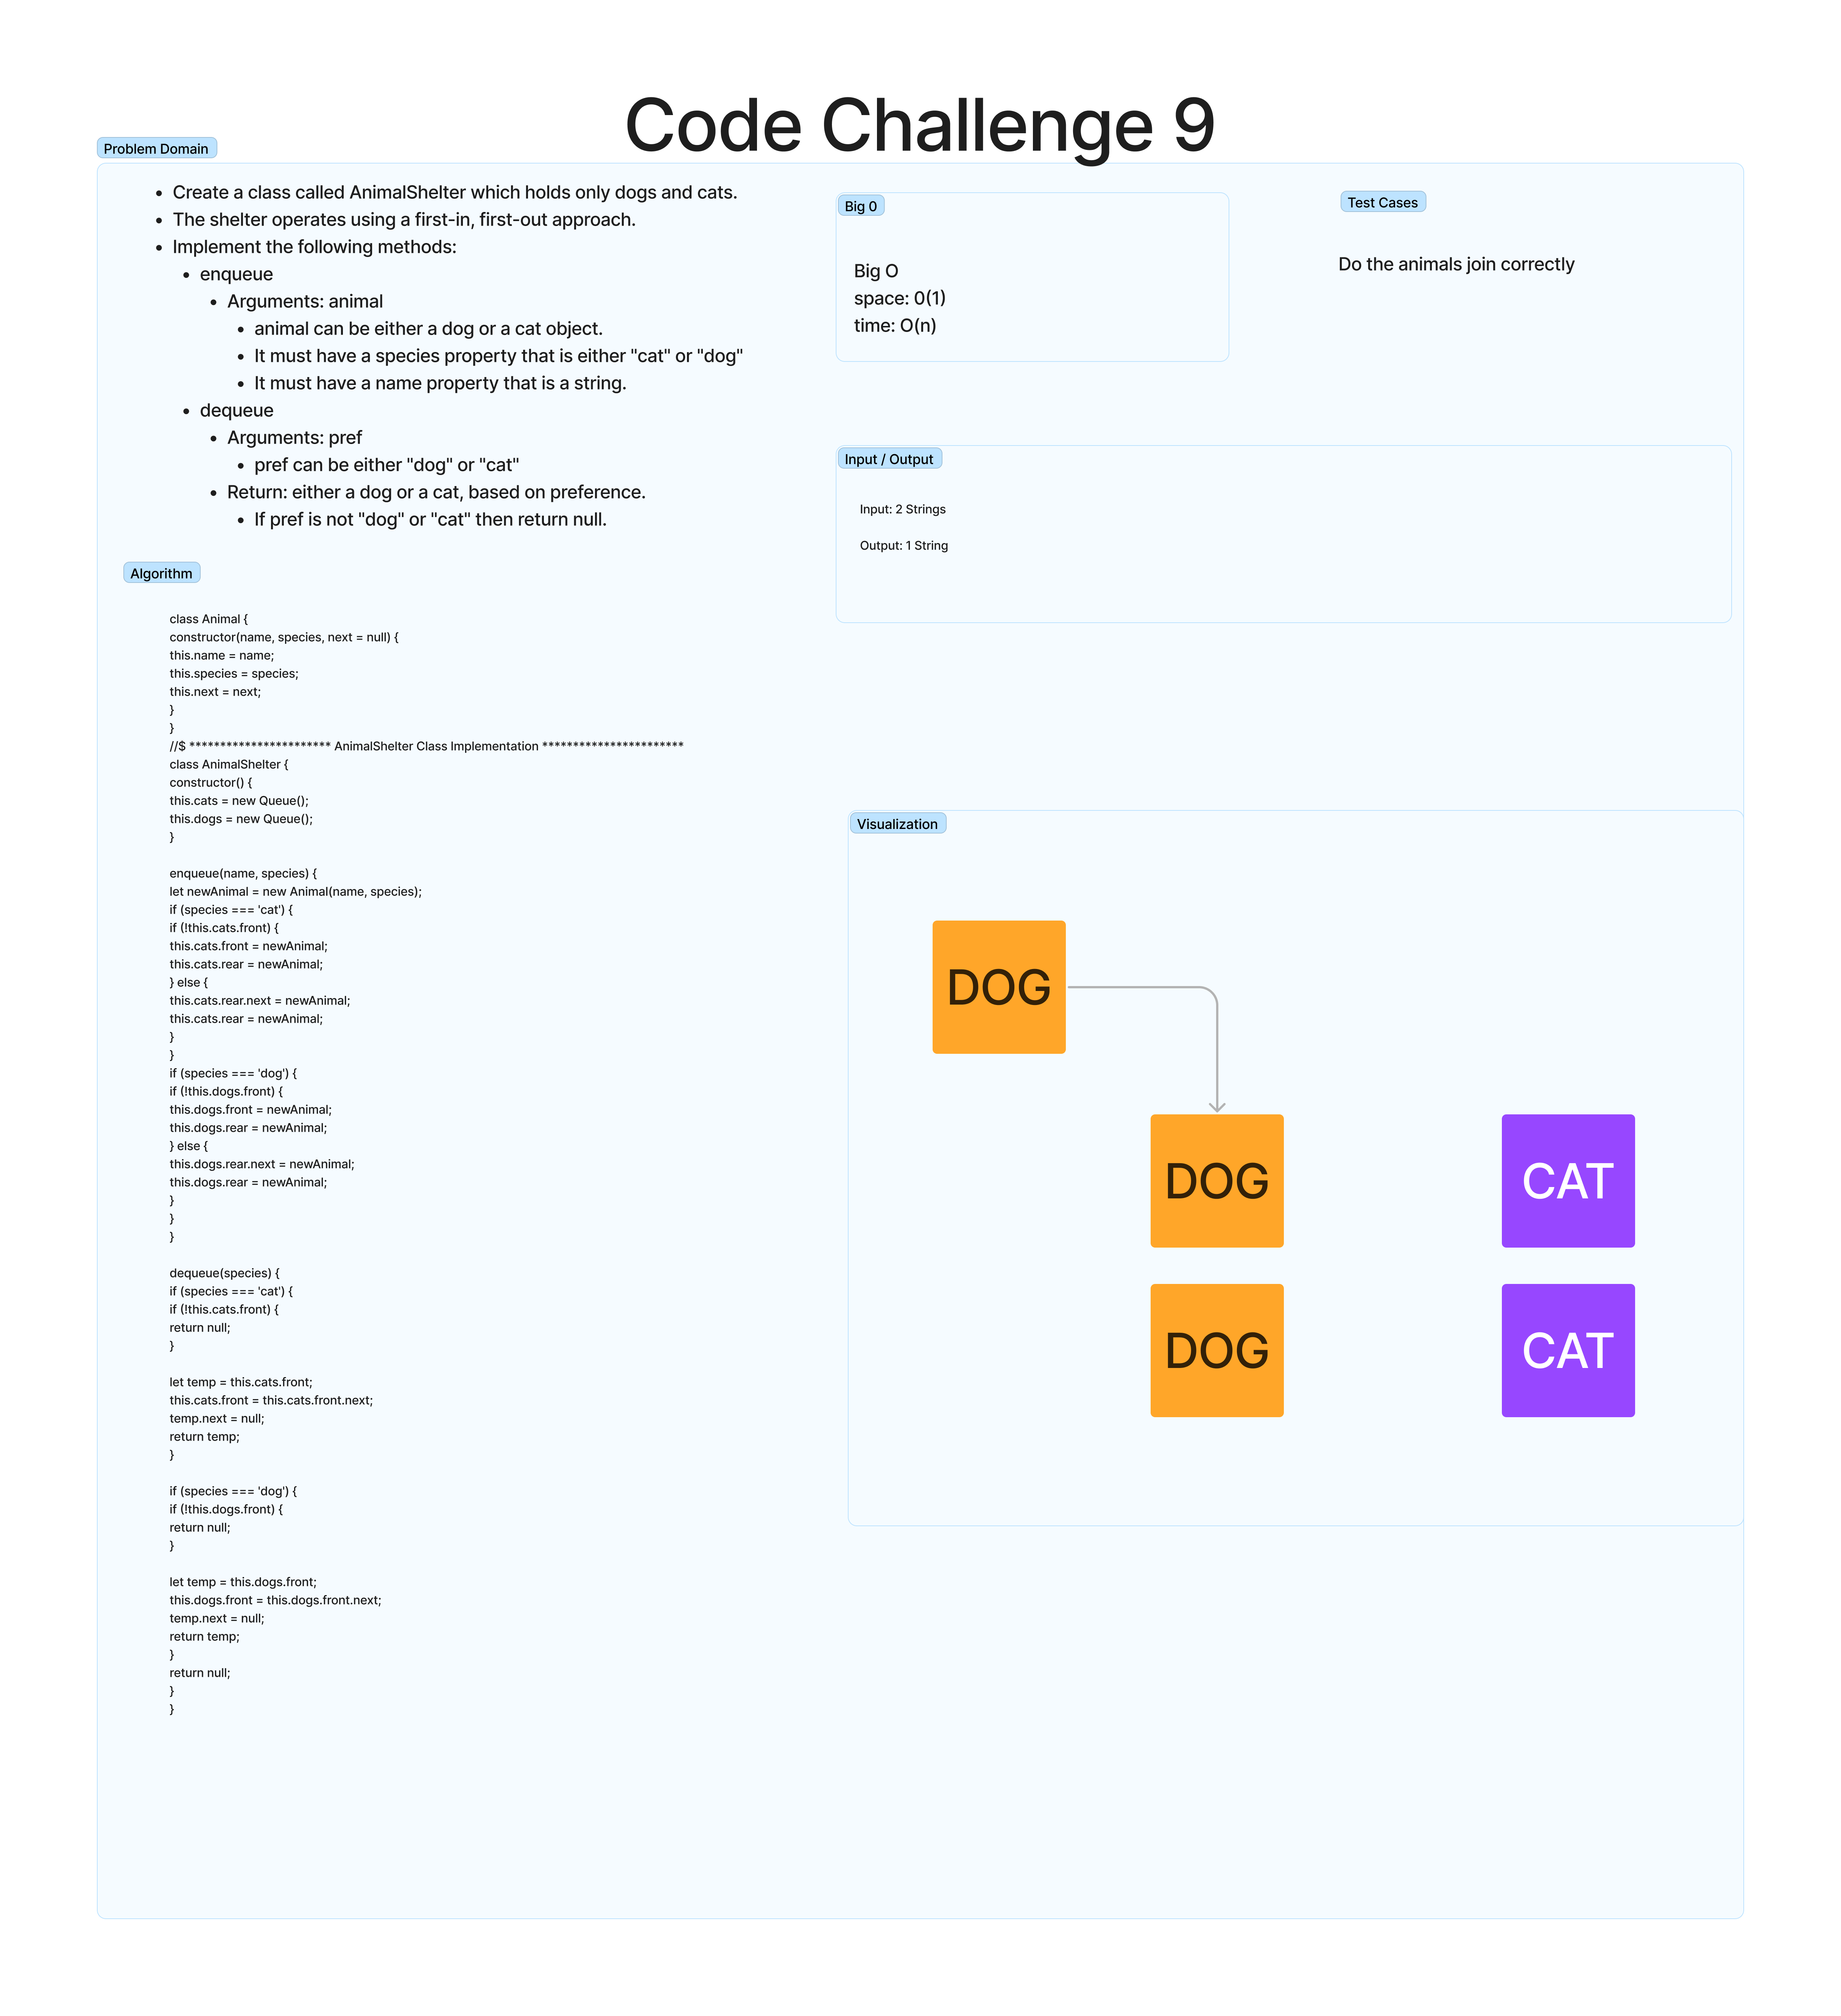 Code Challenge 9
Problem Domain
Create a class called AnimalShelter which holds only dogs and cats.
The shelter operates using a first-in, first-out approach.
Implement the following methods:
enqueue
Arguments: animal
animal can be either a dog or a cat object.
It must have a species property that is either "cat" or "dog"
It must have a name property that is a string.
dequeue
Arguments: pref
pref can be either "dog" or "cat"
Return: either a dog or a cat, based on preference.
If pref is not "dog" or "cat" then return null.
Algorithm
class Animal {
constructor(name, species, next = null) {
this.name = name;
this.species = species;
this.next = next;
}
}
//$ *********************** AnimalShelter Class Implementation ***********************
class AnimalShelter {
constructor() {
this.cats = new Queue();
this.dogs = new Queue();
}
enqueue(name, species) {
let newAnimal = new Animal(name, species);
if (species === 'cat') {
if (!this.cats.front) {
this.cats.front = newAnimal;
this.cats.rear = newAnimal;
} else {
this.cats.rear.next = newAnimal;
this.cats.rear = newAnimal;
}
}
if (species === 'dog') {
if (!this.dogs.front) {
this.dogs.front = newAnimal;
this.dogs.rear = newAnimal;
} else {
this.dogs.rear.next = newAnimal;
this.dogs.rear = newAnimal;
}
}
}
dequeue(species) {
if (species === 'cat') {
if (!this.cats.front) {
return null;
}
let temp = this.cats.front;
this.cats.front = this.cats.front.next;
temp.next = null;
return temp;
}
if (species === 'dog') {
if (!this.dogs.front) {
return null;
}
let temp = this.dogs.front;
this.dogs.front = this.dogs.front.next;
temp.next = null;
return temp;
}
return null;
}
}
Big 0
Big O
space: 0(1)
time: O(n)
Test Cases
Do the animals join correctly
Input / Output
Input: 2 Strings
Output: 1 String
Visualization
DOG
DOG
CAT
DOG
CAT